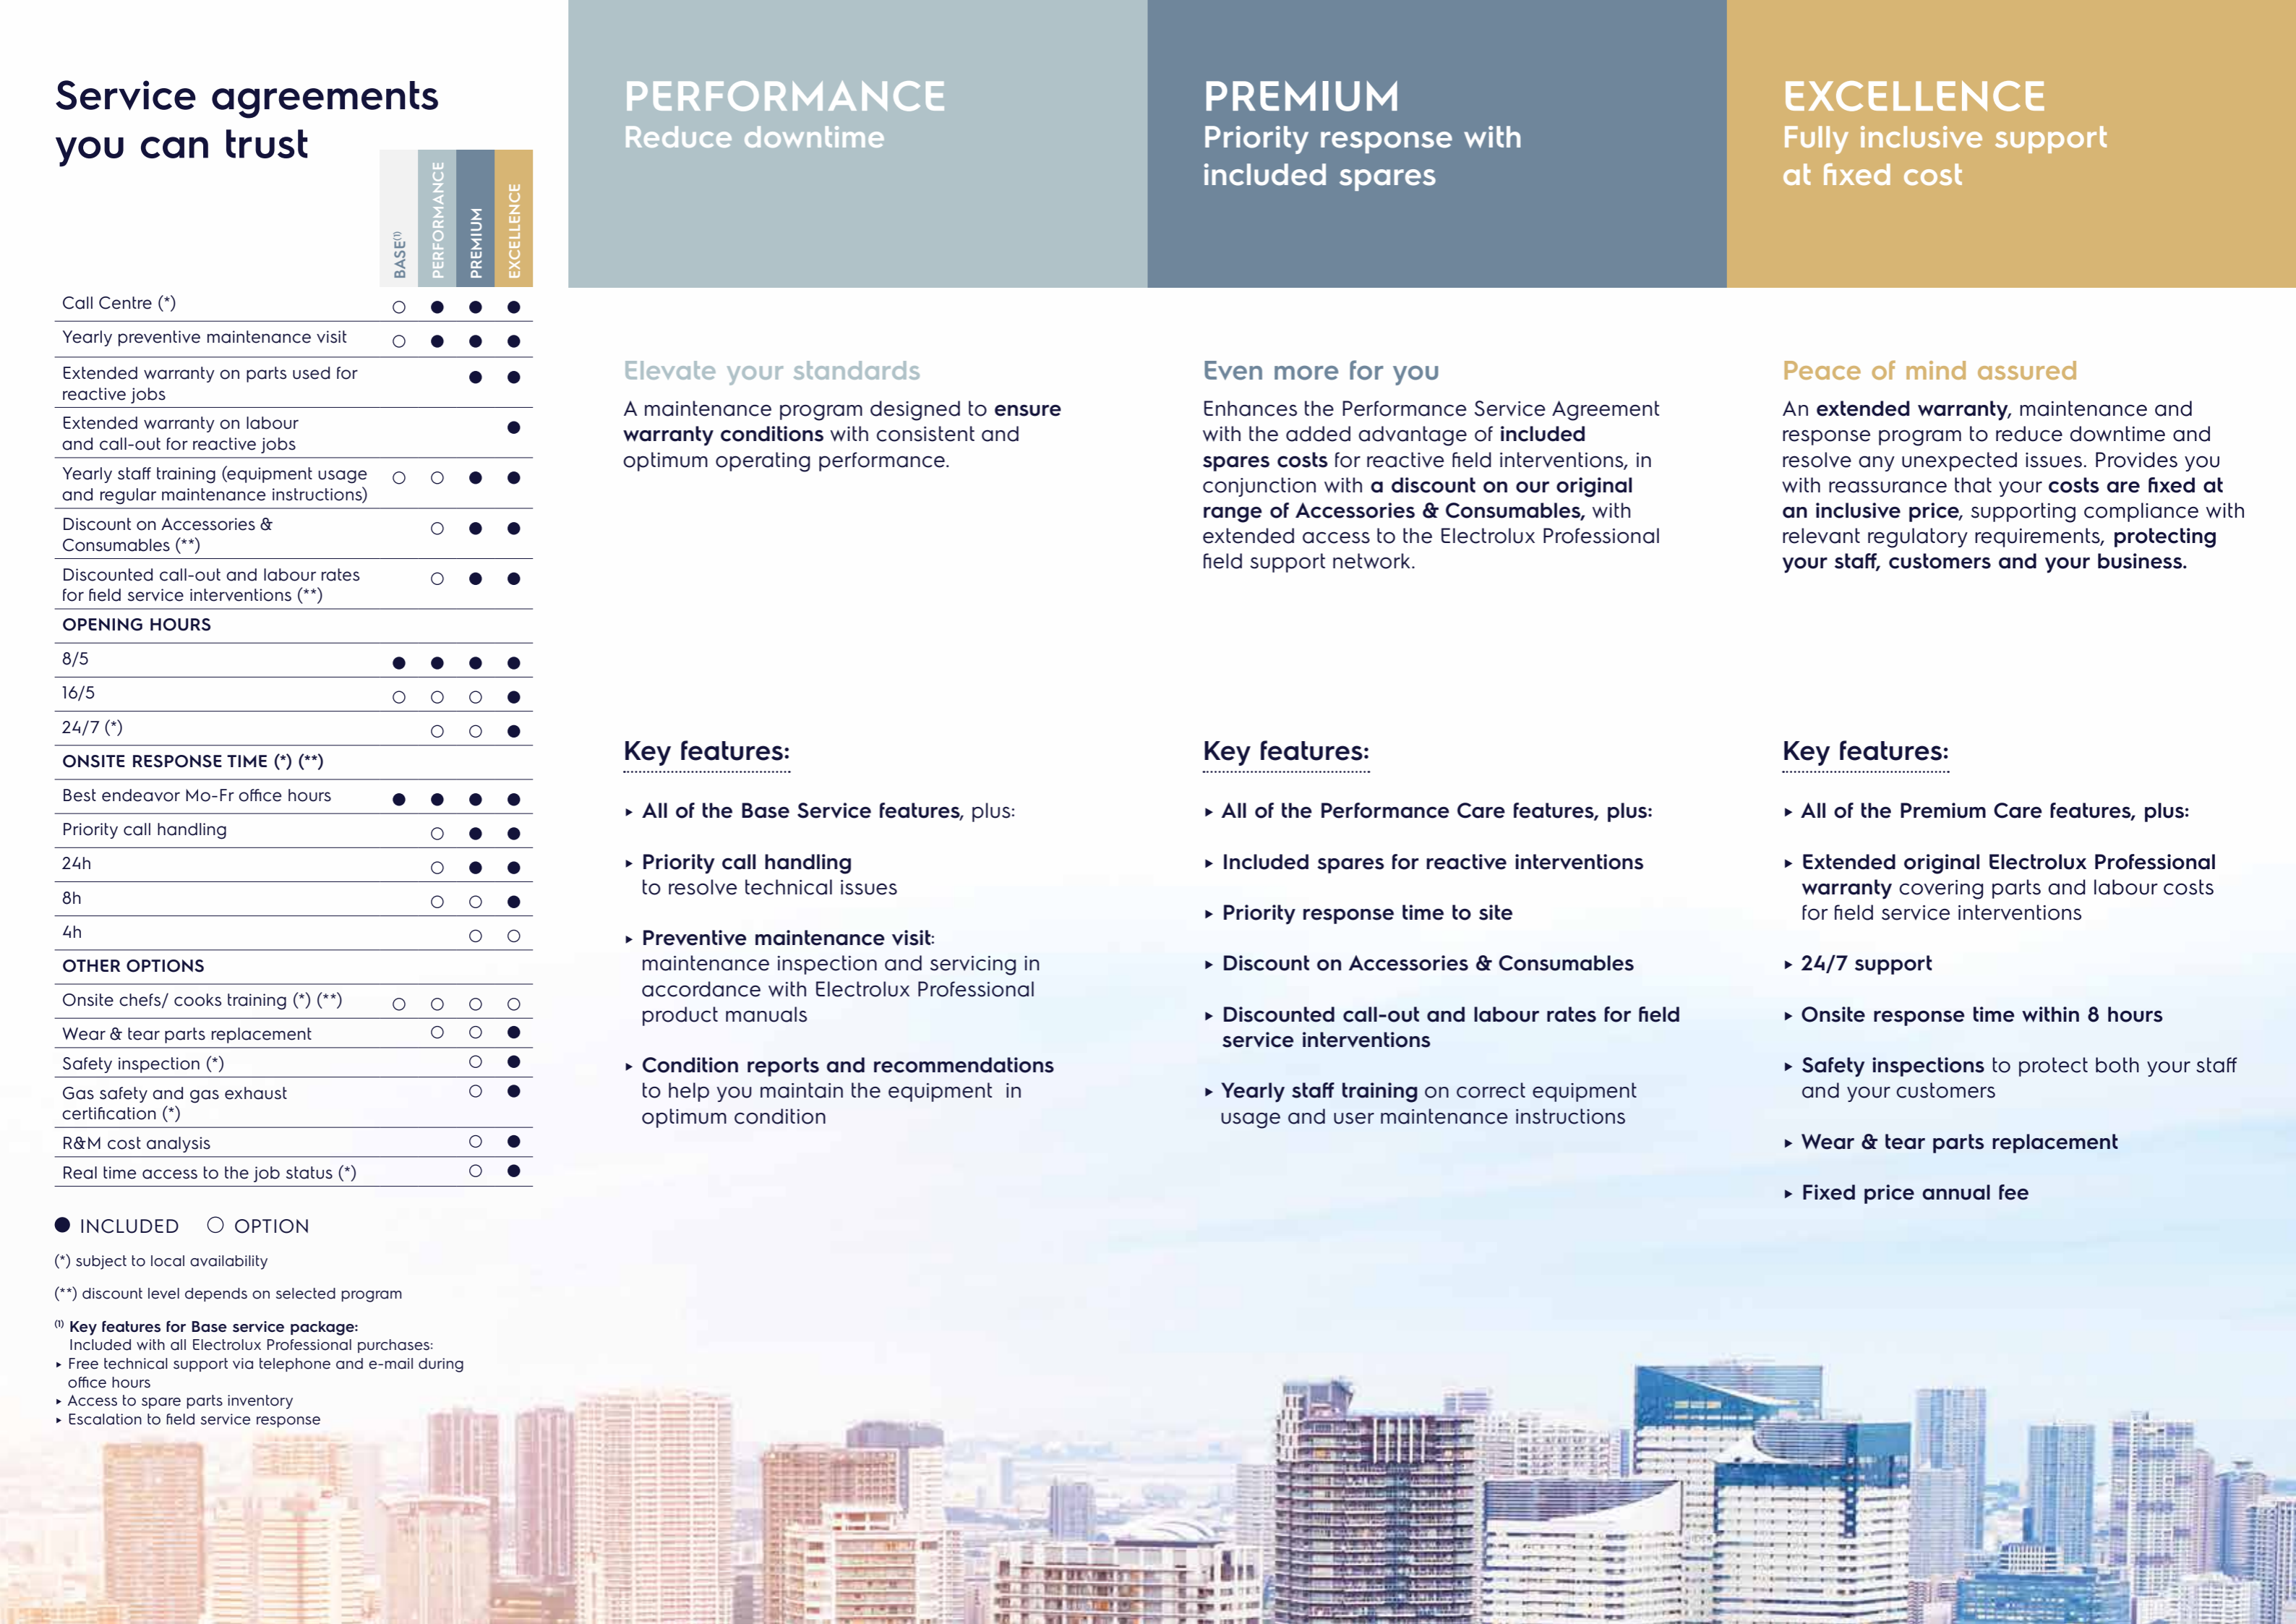 Service agreements
you can trust
BASE(1)
PERFORMANCE
PREMIUM
EXCELLENCE
Call Centre (*) ○ ● ● ●
Yearly preventive maintenance visit ○ ● ● ●
Extended warranty on parts used for
reactive jobs ● ●
Extended warranty on labour
and call-out for reactive jobs ●
Yearly staff training (equipment usage
and regular maintenance instructions) ○ ○ ● ●
Discount on Accessories &
Consumables (**) ○ ● ●
Discounted call-out and labour rates
for field service interventions (**) ○ ● ●
OPENING HOURS
8/5 ● ● ● ●
16/5 ○ ○ ○ ●
24/7 (*) ○ ○ ●
ONSITE RESPONSE TIME (*) (**)
Best endeavor Mo-Fr office hours ● ● ● ●
Priority call handling ○ ● ●
24h ○ ● ●
8h ○ ○ ●
4h ○ ○
OTHER OPTIONS
Onsite chefs/ cooks training (*) (**) ○ ○ ○ ○
Wear & tear parts replacement ○ ○ ●
Safety inspection (*) ○ ●
Gas safety and gas exhaust
certification (*) ○ ●
R&M cost analysis ○ ●
Real time access to the job status (*) ○ ●
● INCLUDED ○ OPTION
(*) subject to local availability
(**) discount level depends on selected program
(1) Key features for Base service package:
Included with all Electrolux Professional purchases:
▸ Free technical support via telephone and e-mail during
office hours
▸ Access to spare parts inventory
▸ Escalation to field service response
PERFORMANCE
Reduce downtime
Elevate your standards
A maintenance program designed to ensure
warranty conditions with consistent and
optimum operating performance.
Key features:
▸ All of the Base Service features, plus:
▸ Priority call handling
to resolve technical issues
▸ Preventive maintenance visit:
maintenance inspection and servicing in
accordance with Electrolux Professional
product manuals
▸ Condition reports and recommendations
to help you maintain the equipment in
optimum condition
PREMIUM
Priority response with
included spares
Even more for you
Enhances the Performance Service Agreement
with the added advantage of included
spares costs for reactive field interventions, in
conjunction with a discount on our original
range of Accessories & Consumables, with
extended access to the Electrolux Professional
field support network.
Key features:
▸ All of the Performance Care features, plus:
▸ Included spares for reactive interventions
▸ Priority response time to site
▸ Discount on Accessories & Consumables
▸ Discounted call-out and labour rates for field
service interventions
▸ Yearly staff training on correct equipment
usage and user maintenance instructions
EXCELLENCE
Fully inclusive support
at fixed cost
Peace of mind assured
An extended warranty, maintenance and
response program to reduce downtime and
resolve any unexpected issues. Provides you
with reassurance that your costs are fixed at
an inclusive price, supporting compliance with
relevant regulatory requirements, protecting
your staff, customers and your business.
Key features:
▸ All of the Premium Care features, plus:
▸ Extended original Electrolux Professional
warranty covering parts and labour costs
for field service interventions
▸ 24/7 support
▸ Onsite response time within 8 hours
▸ Safety inspections to protect both your staff
and your customers
▸ Wear & tear parts replacement
▸ Fixed price annual fee